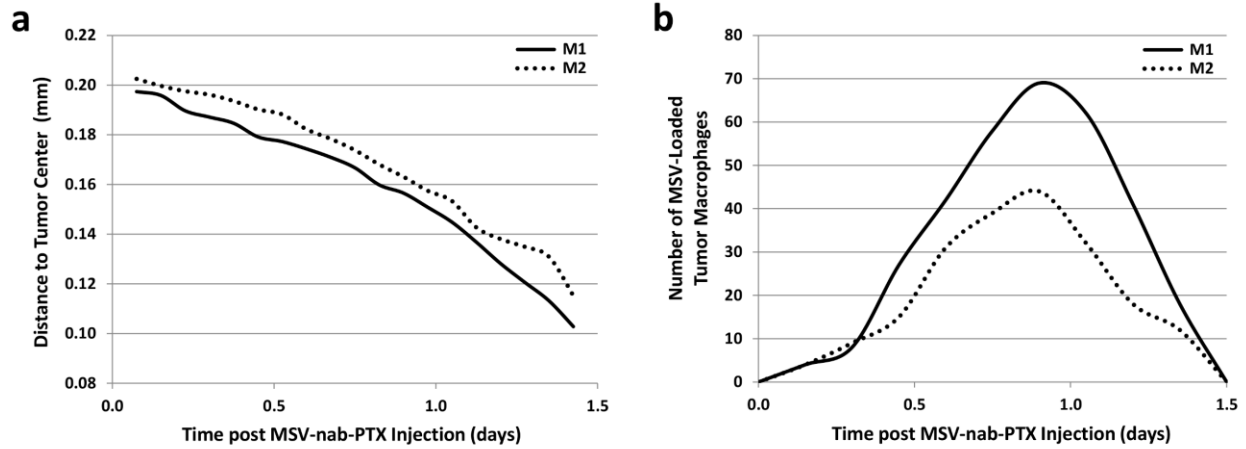 a
0.22
0.20
0.18
0.16
0.14
0.12
0.10
0.08
Distance to Tumor Center (mm)
M1
M2
0.0 0.5 1.0 1.5
Time post MSV-nab-PTX Injection (days)
b
80
70
60
50
40
30
20
10
0
Number of MSV-Loaded
Tumor Macrophages
M1
M2
0.0 0.5 1.0 1.5
Time post MSV-nab-PTX Injection (days)